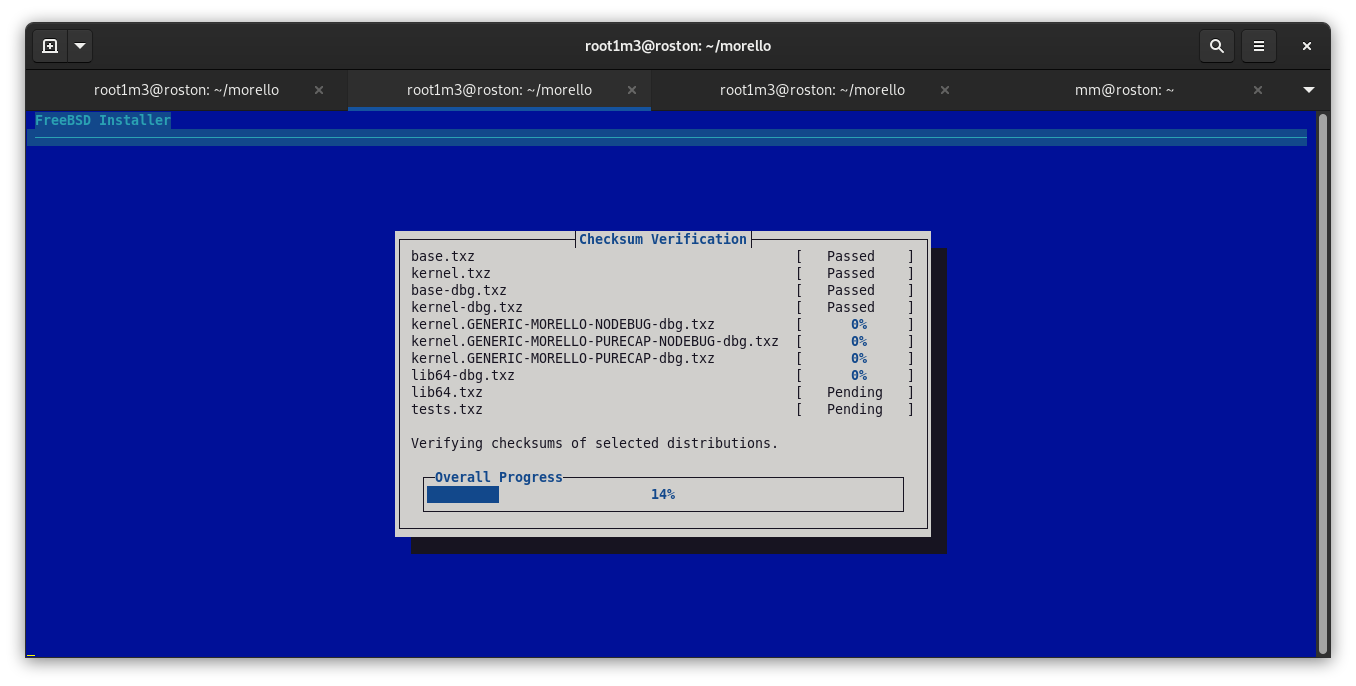 root1m3@roston: ~/morello
root1m3@roston: ~/morello root1m3@roston: ~/morello root1m3@roston: ~/morello mm@roston: ~
FreeBSD Installer
Checksum Verification
base.txz [ Passed ]
kernel.txz [ Passed ]
base-dbg.txz [ Passed ]
kernel-dbg.txz [ Passed ]
kernel.GENERIC-MORELLO-NODEBUG-dbg.txz [ 0% ]
kernel.GENERIC-MORELLO-PURECAP-NODEBUG-dbg.txz [ 0% ]
kernel.GENERIC-MORELLO-PURECAP-dbg.txz [ 0% ]
lib64-dbg.txz [ 0% ]
lib64.txz [ Pending ]
tests.txz [ Pending ]
Verifying checksums of selected distributions.
Overall Progress
14%